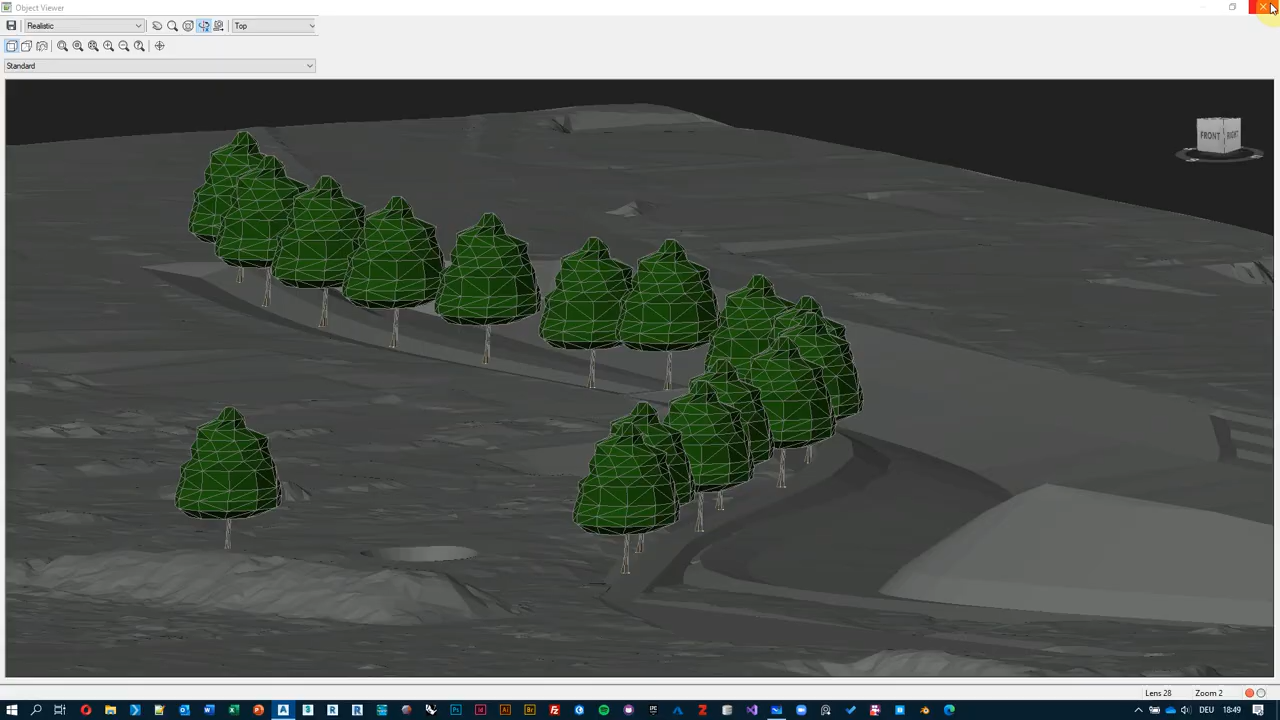 Object Viewer
Realistic
Top
Standard
FRONT
RIGHT
Lens 28
Zoom 2
DEU
18:49